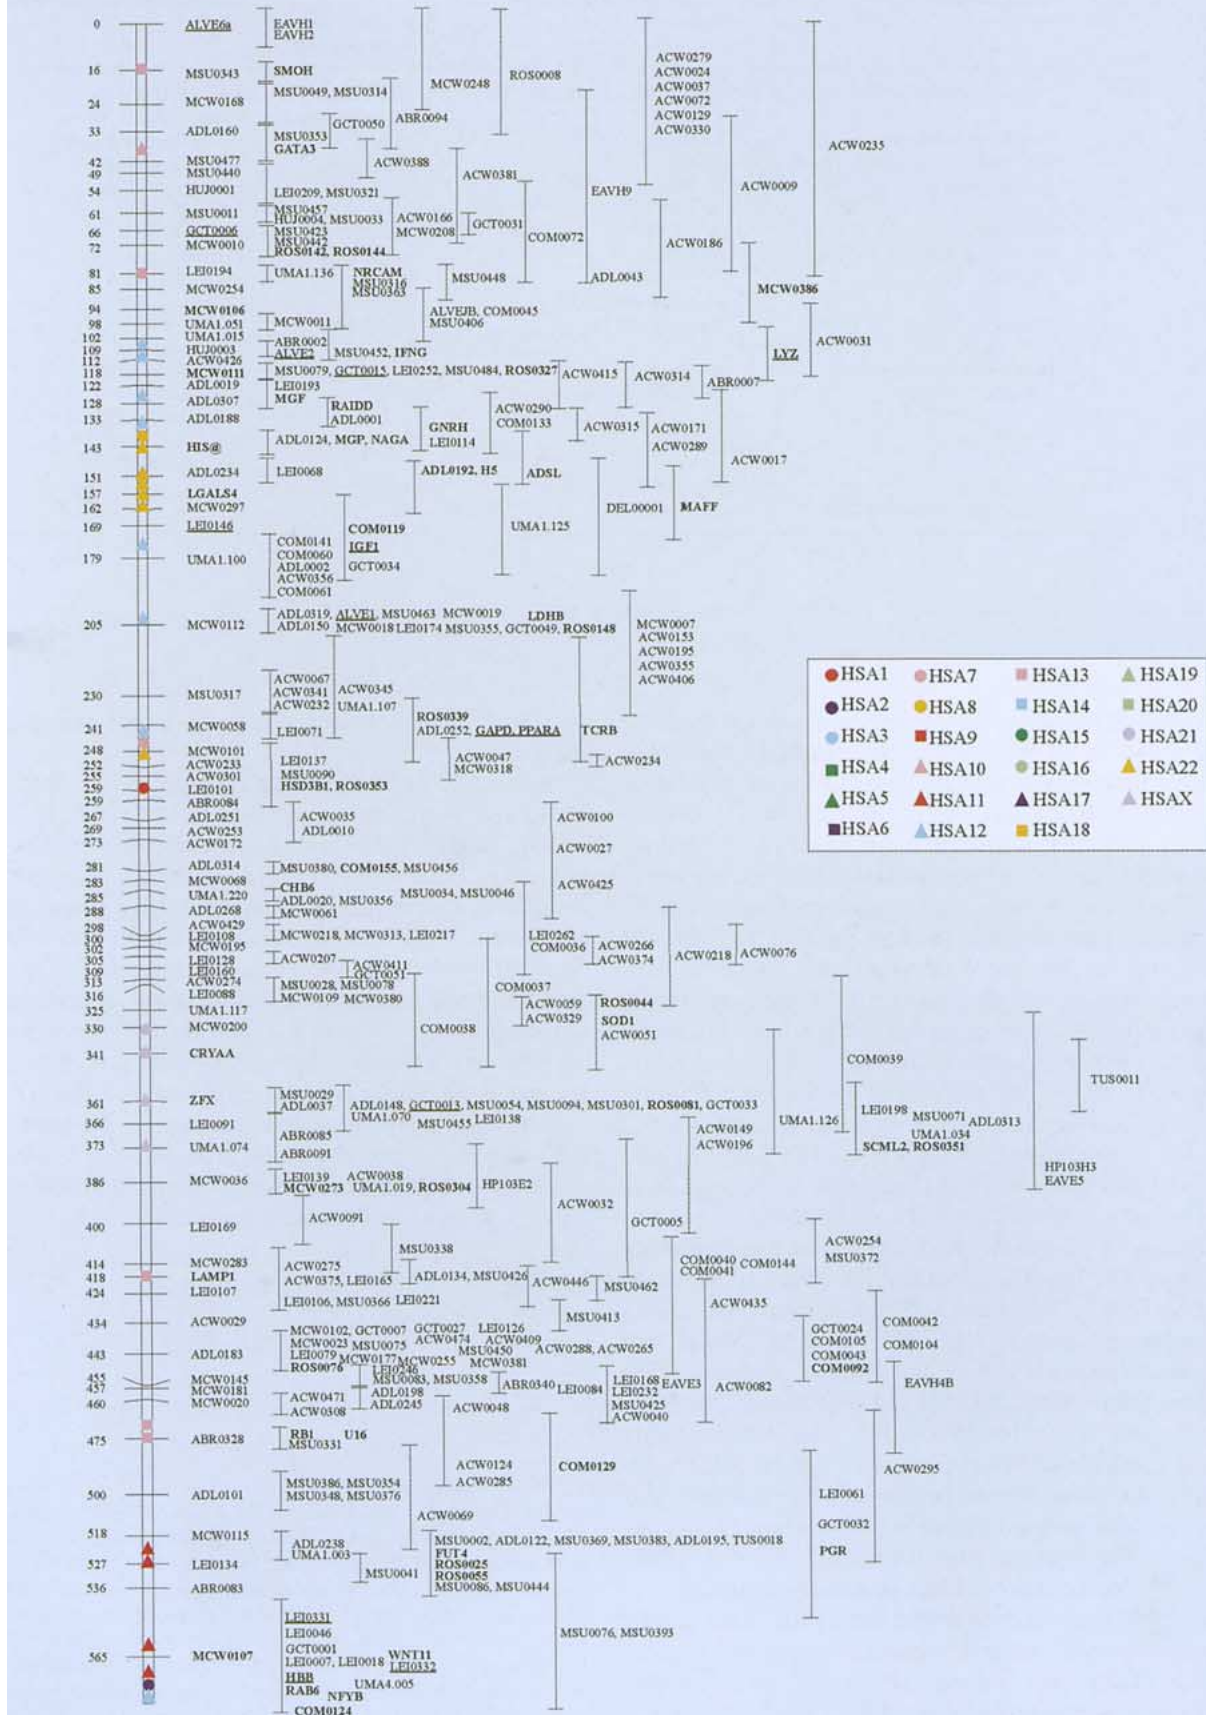 0 ALVE6a EAVH1
EAVH2
16 MSU0343 SMOH
MSU0049, MSU0314
24 MCW0168
33 ADL0160 MSU0353
GATA3
GCT0050
ABR0094
MCW0248
ROS0008
ACW0279
ACW0024
ACW0037
ACW0072
ACW0129
ACW0330
ACW0235
42 MSU0477
49 MSU0440
ACW0388
ACW0381
EAVH9
ACW0009
54 HUJ0001 LEI0209, MSU0321
61 MSU0011 MSU0457
HUJ0004, MSU0033
ACW0166
MCW0208
GCT0031
COM0072
ACW0186
66 GCT0006 MSU0423
MSU0442
72 MCW0010 ROS0142, ROS0144
81 LEI0194 UMA1.136
NRCAM
MSU0316
MSU0363
MSU0448
ADL0043
MCW0386
85 MCW0254
94 MCW0106
98 UMA1.051 MCW0011
ALVEJB, COM0045
MSU0406
ACW0031
102 UMA1.015 ABR0002
109 HUJ0003 ALVE2
MSU0452, IFNG
LYZ
112 ACW0426
118 MCW0111 MSU0079, GCT0015, LEI0252, MSU0484, ROS0327
ACW0415
ACW0314
ABR0007
122 ADL0019 LEI0193
MGF
128 ADL0307 RAIDD
ADL0001
133 ADL0188
GNRH
LEI0114
ACW0290
COM0133
ACW0315
ACW0171
ACW0289
ACW0017
143 HIS@ ADL0124, MGP, NAGA
151 ADL0234 LEI0068
ADL0192, H5
ADSL
157 LGALS4
162 MCW0297
DEL00001
MAFF
169 LEI0146
COM0119
IGF1
GCT0034
UMA1.125
179 UMA1.100 COM0141
COM0060
ADL0002
ACW0356
COM0061
205 MCW0112 ADL0319, ALVE1, MSU0463 MCW0019 LDHB
ADL0150 MCW0018 LEI0174 MSU0355, GCT0049, ROS0148
MCW0007
ACW0153
ACW0195
ACW0355
ACW0406
230 MSU0317 ACW0067
ACW0341
ACW0232
ACW0345
UMA1.107
241 MCW0058 LEI0071
ROS0339
ADL0252, GAPD, PPARA TCRB
248 MCW0101 LEI0137
ACW0047
MCW0318
ACW0234
252 ACW0233
255 ACW0301 MSU0090
259 LEI0101 HSD3B1, ROS0353
259 ABR0084
267 ADL0251 ACW0035
ADL0010
269 ACW0253
273 ACW0172
ACW0100
ACW0027
ACW0425
281 ADL0314 MSU0380, COM0155, MSU0456
283 MCW0068 CHB6
285 UMA1.220 ADL0020, MSU0356 MSU0034, MSU0046
288 ADL0268 MCW0061
298 ACW0429
300 LEI0108 MCW0218, MCW0313, LEI0217
LEI0262
COM0036
ACW0266
ACW0374
ACW0218
ACW0076
302 MCW0195
305 LEI0128 ACW0207
ACW0411
GCT0051
309 LEI0160
313 ACW0274 MSU0028, MSU0078
316 LEI0088 MCW0109 MCW0380
COM0037
ACW0059
ACW0329
ROS0044
SOD1
ACW0051
325 UMA1.117
330 MCW0200 COM0038
341 CRYAA
COM0039
TUS0011
361 ZFX MSU0029
ADL0037
ADL0148, GCT0013, MSU0054, MSU0094, MSU0301, ROS0081, GCT0033
UMA1.070 MSU0455 LEI0138
366 LEI0091
ACW0149
ACW0196
UMA1.126
LEI0198
MSU0071
ADL0313
UMA1.034
SCML2, ROS0351
373 UMA1.074 ABR0085
ABR0091
HP103H3
EAVE5
386 MCW0036 LEI0139 ACW0038
MCW0273 UMA1.019, ROS0304
HP103E2
ACW0032
GCT0005
400 LEI0169 ACW0091
MSU0338
414 MCW0283 ACW0275
418 LAMP1 ACW0375, LEI0165
ADL0134, MSU0426
ACW0446
MSU0462
COM0040
COM0041
COM0144
ACW0254
MSU0372
424 LEI0107 LEI0106, MSU0366 LEI0221
MSU0413
ACW0435
434 ACW0029 MCW0102, GCT0007 GCT0027 LEI0126
MCW0023 MSU0075 ACW0474 ACW0409
MSU0450 ACW0288, ACW0265
GCT0024
COM0105
COM0043
COM0092
COM0042
COM0104
443 ADL0183 LEI0079 MCW0177 MCW0255 MCW0381
ROS0076 LEI0246
MSU0083, MSU0358
ABR0340
LEI0084
LEI0168
LEI0232
MSU0425
ACW0040
EAVE3
ACW0082
EAVH4B
455 MCW0145
457 MCW0181 ADL0198
ADL0245
460 MCW0020 ACW0471
ACW0308
ACW0048
475 ABR0328 RB1 U16
MSU0331
ACW0124
ACW0285
COM0129
ACW0295
500 ADL0101 MSU0386, MSU0354
MSU0348, MSU0376
ACW0069
LEI0061
GCT0032
PGR
518 MCW0115 ADL0238
UMA1.003
MSU0002, ADL0122, MSU0369, MSU0383, ADL0195, TUS0018
FUT4
ROS0025
ROS0055
MSU0086, MSU0444
527 LEI0134 MSU0041
536 ABR0083
MSU0076, MSU0393
565 MCW0107 LEI0331
LEI0046
GCT0001
LEI0007, LEI0018 WNT11
LEI0332
HBB
RAB6 UMA4.005
NFYB
COM0124
HSA1 HSA7 HSA13 HSA19
HSA2 HSA8 HSA14 HSA20
HSA3 HSA9 HSA15 HSA21
HSA4 HSA10 HSA16 HSA22
HSA5 HSA11 HSA17 HSAX
HSA6 HSA12 HSA18